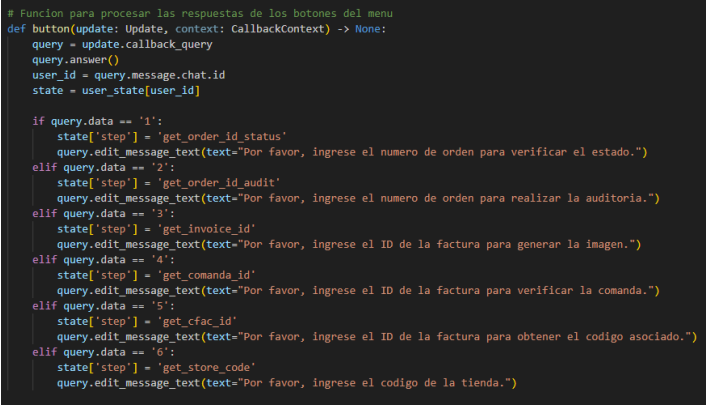 # Funcion para procesar las respuestas de los botones del menu
def button(update: Update, context: CallbackContext) -> None:
    query = update.callback_query
    query.answer()
    user_id = query.message.chat.id
    state = user_state[user_id]

    if query.data == '1':
        state['step'] = 'get_order_id_status'
        query.edit_message_text(text="Por favor, ingrese el numero de orden para verificar el estado.")
    elif query.data == '2':
        state['step'] = 'get_order_id_audit'
        query.edit_message_text(text="Por favor, ingrese el numero de orden para realizar la auditoria.")
    elif query.data == '3':
        state['step'] = 'get_invoice_id'
        query.edit_message_text(text="Por favor, ingrese el ID de la factura para generar la imagen.")
    elif query.data == '4':
        state['step'] = 'get_comanda_id'
        query.edit_message_text(text="Por favor, ingrese el ID de la factura para verificar la comanda.")
    elif query.data == '5':
        state['step'] = 'get_cfac_id'
        query.edit_message_text(text="Por favor, ingrese el ID de la factura para obtener el codigo asociado.")
    elif query.data == '6':
        state['step'] = 'get_store_code'
        query.edit_message_text(text="Por favor, ingrese el codigo de la tienda.")